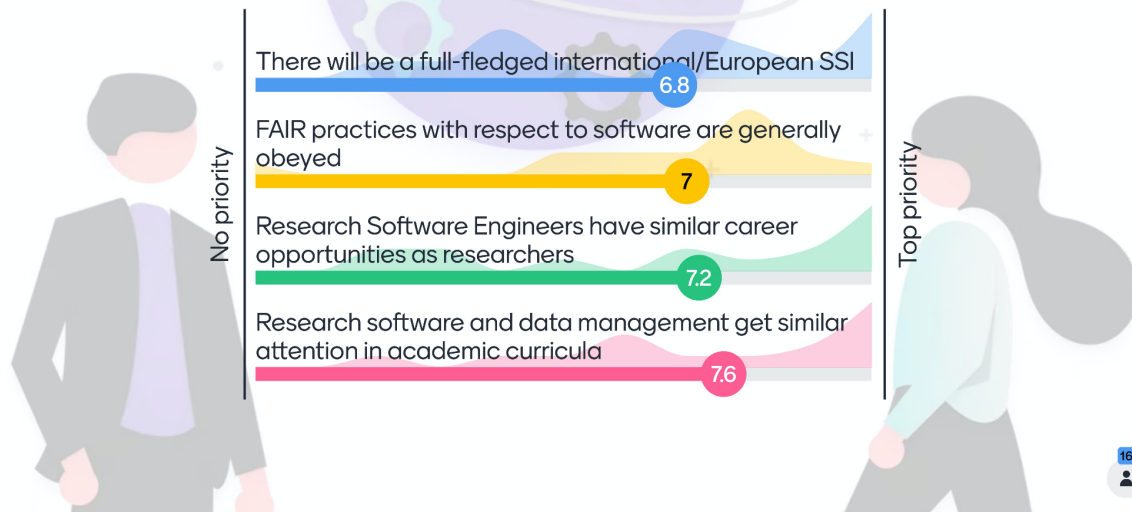 There will be a full-fledged international/European SSI
6.8
FAIR practices with respect to software are generally
obeyed
7
Research Software Engineers have similar career
opportunities as researchers
7.2
Research software and data management get similar
attention in academic curricula
7.6
No priority
Top priority
16